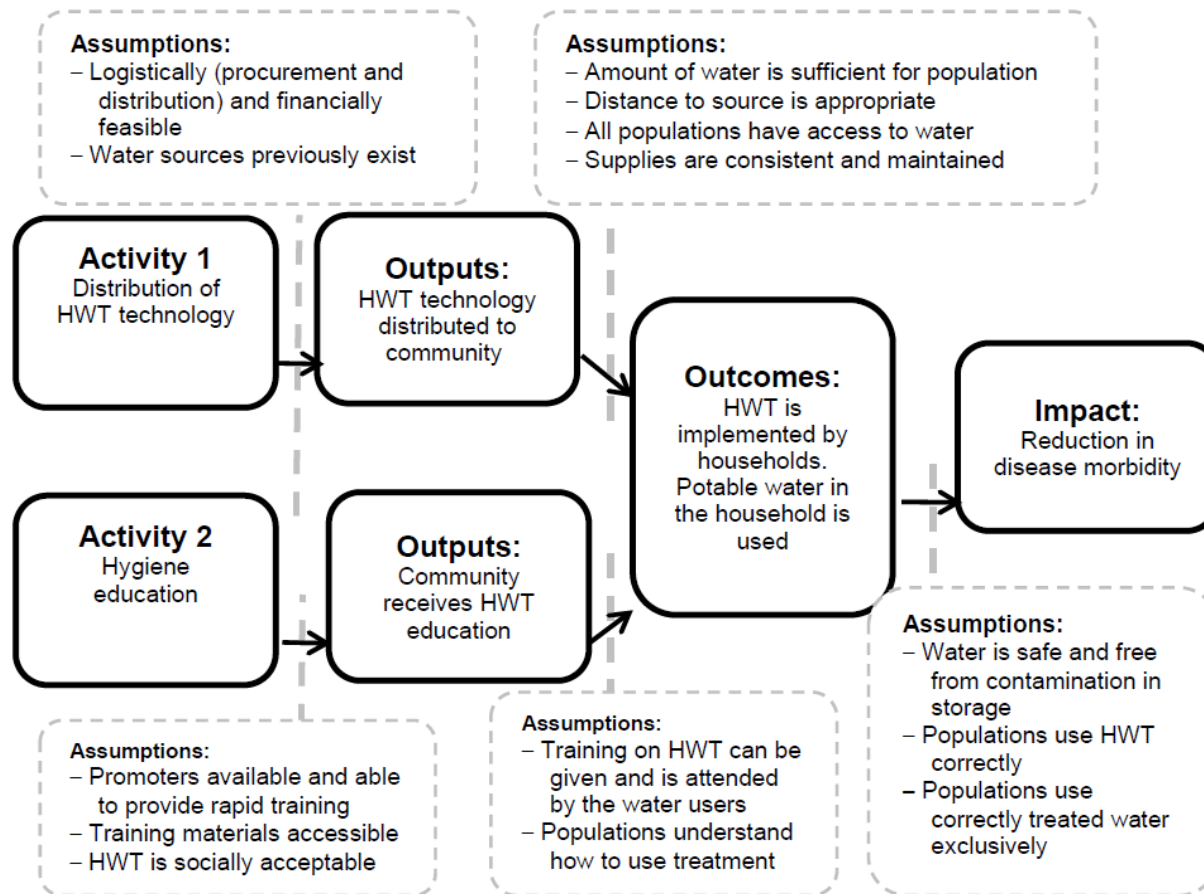 Assumptions:
– Logistically (procurement and
distribution) and financially
feasible
– Water sources previously exist
Assumptions:
– Amount of water is sufficient for population
– Distance to source is appropriate
– All populations have access to water
– Supplies are consistent and maintained
Activity 1
Distribution of
HWT technology
Outputs:
HWT technology
distributed to
community
Outcomes:
HWT is
implemented by
households.
Potable water in
the household is
used
Impact:
Reduction in
disease morbidity
Activity 2
Hygiene
education
Outputs:
Community
receives HWT
education
Assumptions:
– Promoters available and able
to provide rapid training
– Training materials accessible
– HWT is socially acceptable
Assumptions:
– Training on HWT can be
given and is attended
by the water users
– Populations understand
how to use treatment
Assumptions:
– Water is safe and free
from contamination in
storage
– Populations use HWT
correctly
– Populations use
correctly treated water
exclusively